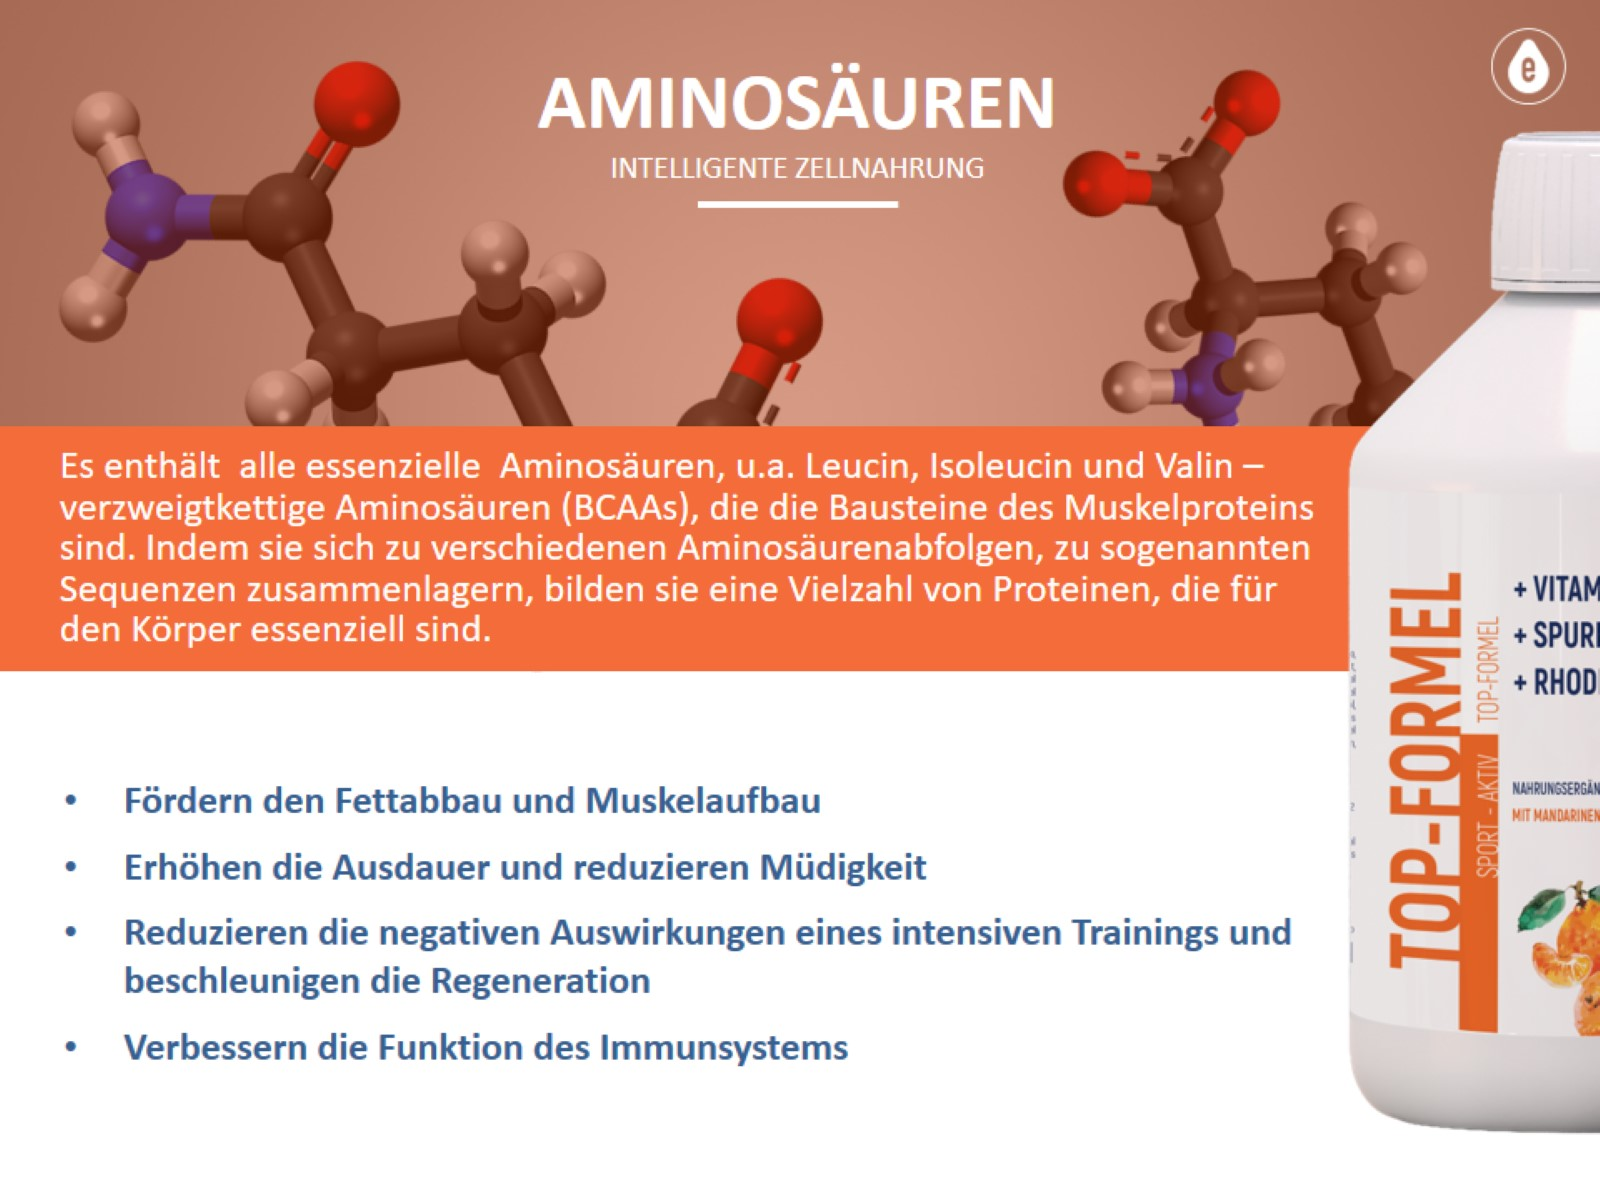 AMINOSÄUREN
INTELLIGENTE ZELLNAHRUNG
e
Es enthält alle essenzielle Aminosäuren, u.a. Leucin, Isoleucin und Valin –
verzweigtkettige Aminosäuren (BCAAs), die die Bausteine des Muskelproteins
sind. Indem sie sich zu verschiedenen Aminosäurenabfolgen, zu sogenannten
Sequenzen zusammenlagern, bilden sie eine Vielzahl von Proteinen, die für
den Körper essenziell sind.
• Fördern den Fettabbau und Muskelaufbau
• Erhöhen die Ausdauer und reduzieren Müdigkeit
• Reduzieren die negativen Auswirkungen eines intensiven Trainings und
beschleunigen die Regeneration
• Verbessern die Funktion des Immunsystems
TOP-FORMEL
SPORT - AKTIV TOP-FORMEL
+ VITAM
+ SPUR
+ RHOD
NAHRUNGSERGÄN
MIT MANDARINEN